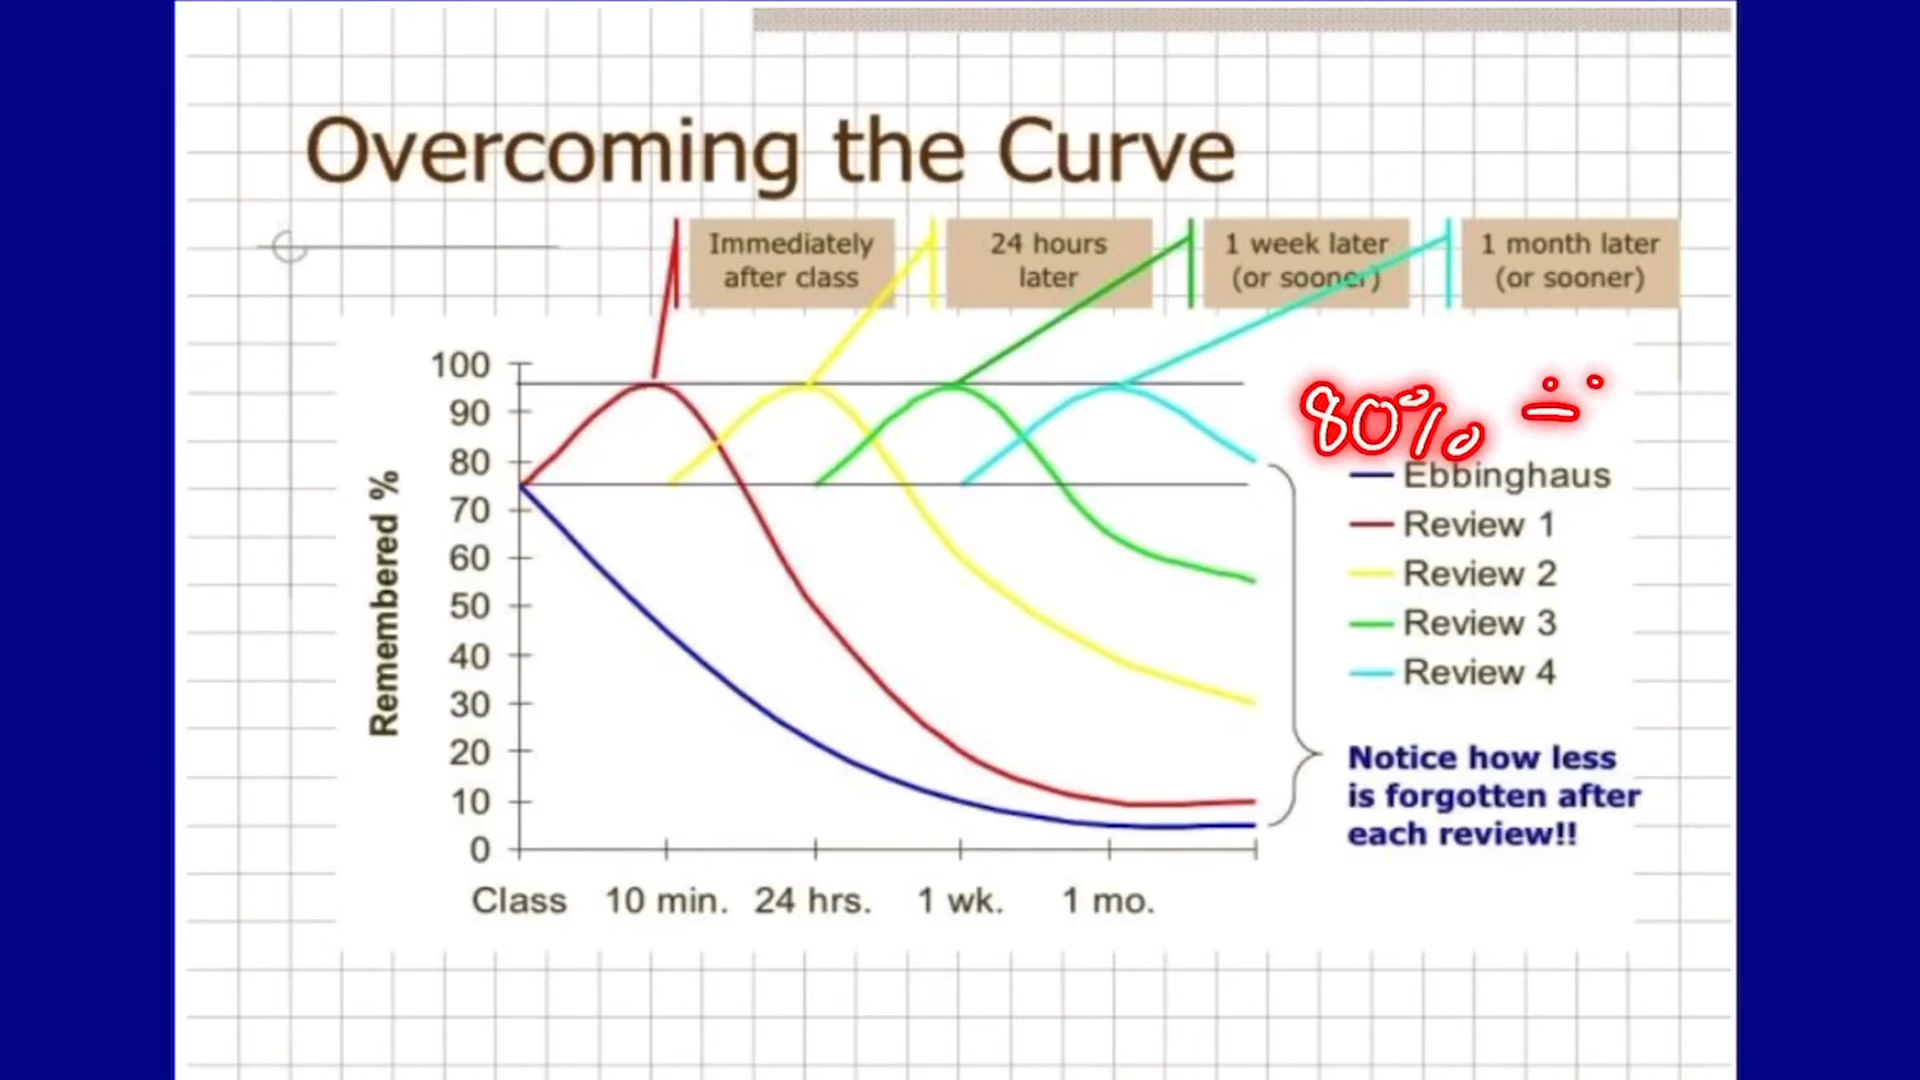 Overcoming the Curve
Immediately
after class
24 hours
later
1 week later
(or sooner)
1 month later
(or sooner)
Remembered %
100
90
80
70
60
50
40
30
20
10
0
Class
10 min.
24 hrs.
1 wk.
1 mo.
80%
Ebbinghaus
Review 1
Review 2
Review 3
Review 4
Notice how less
is forgotten after
each review!!